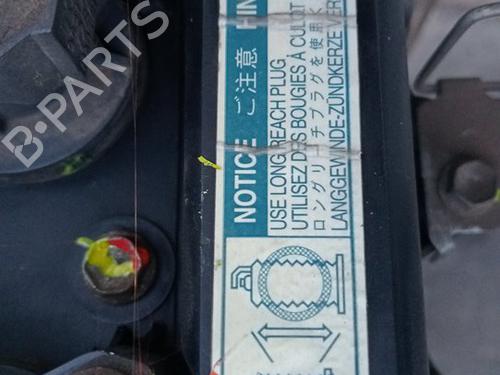 B-PARTS
NOTICE ご注意
USE LONG REACH PLUG
UTILISEZ DES BOUGIES À CULOT
ロングリーチプラグを使用
LANGGEWINDE-ZÜNDKERZE